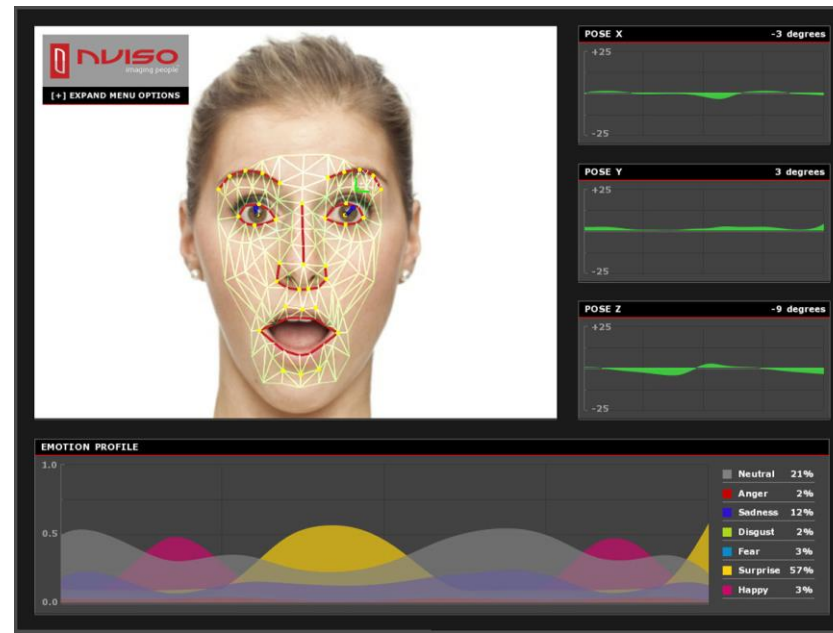 nviso
imaging people
[+] EXPAND MENU OPTIONS
POSE X -3 degrees
+25
-25
POSE Y 3 degrees
+25
-25
POSE Z -9 degrees
+25
-25
EMOTION PROFILE
1.0
0.5
0.0
Neutral 21%
Anger 2%
Sadness 12%
Disgust 2%
Fear 3%
Surprise 57%
Happy 3%